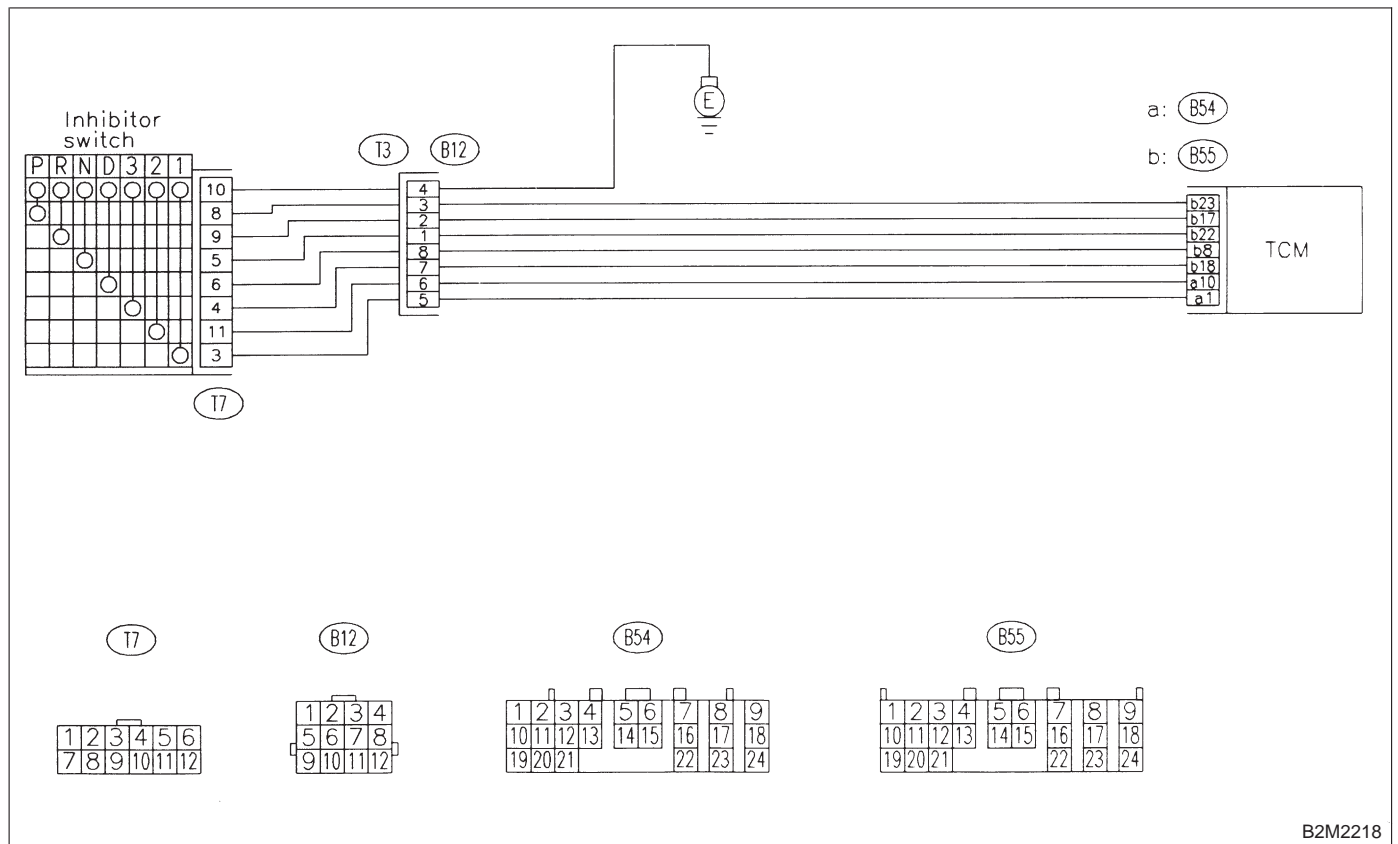 Inhibitor
switch
P R N D 3 2 1
10
8
9
5
6
4
11
3
T7
T3 B12
4
3
2
1
8
7
6
5
E
a: B54
b: B55
b23
b17
b22
b8
b18
a10
a1
TCM
T7
1 2 3 4 5 6
7 8 9 10 11 12
B12
1 2 3 4
5 6 7 8
9 10 11 12
B54
1 2 3 4 5 6 7 8 9
10 11 12 13 14 15 16 17 18
19 20 21 22 23 24
B55
1 2 3 4 5 6 7 8 9
10 11 12 13 14 15 16 17 18
19 20 21 22 23 24
B2M2218